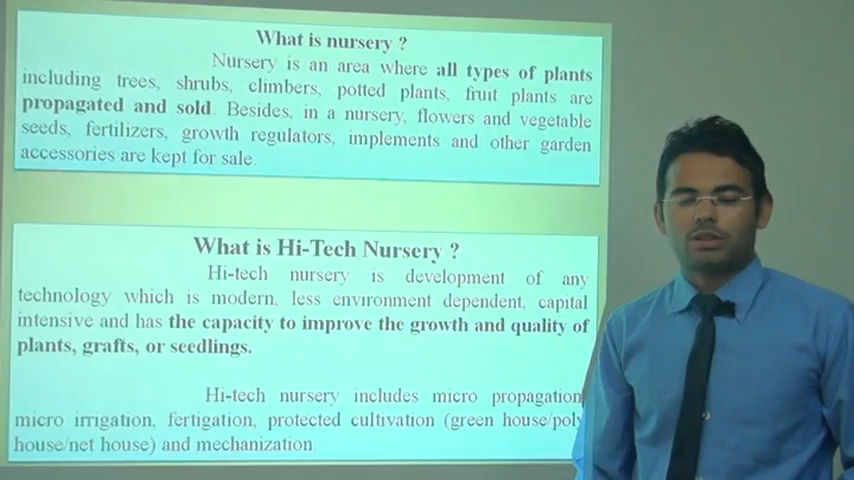 What is nursery ?
Nursery is an area where all types of plants
including trees, shrubs, climbers, potted plants, fruit plants are
propagated and sold. Besides, in a nursery, flowers and vegetable
seeds, fertilizers, growth regulators, implements and other garden
accessories are kept for sale.
What is Hi-Tech Nursery ?
Hi-tech nursery is development of any
technology which is modern, less environment dependent, capital
intensive and has the capacity to improve the growth and quality of
plants, grafts, or seedlings.
Hi-tech nursery includes micro propagation,
micro irrigation, fertigation, protected cultivation (green house/poly
house/net house) and mechanization.